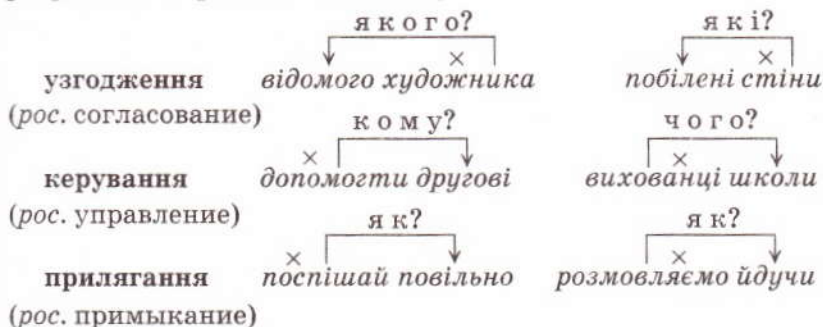 якого? які?
узгодження відомого художника побілені стіни
(рос. согласование)
кому? чого?
керування допомогти другові вихованці школи
(рос. управление)
як? як?
прилягання поспішай повільно розмовляємо йдучи
(рос. примыкание)